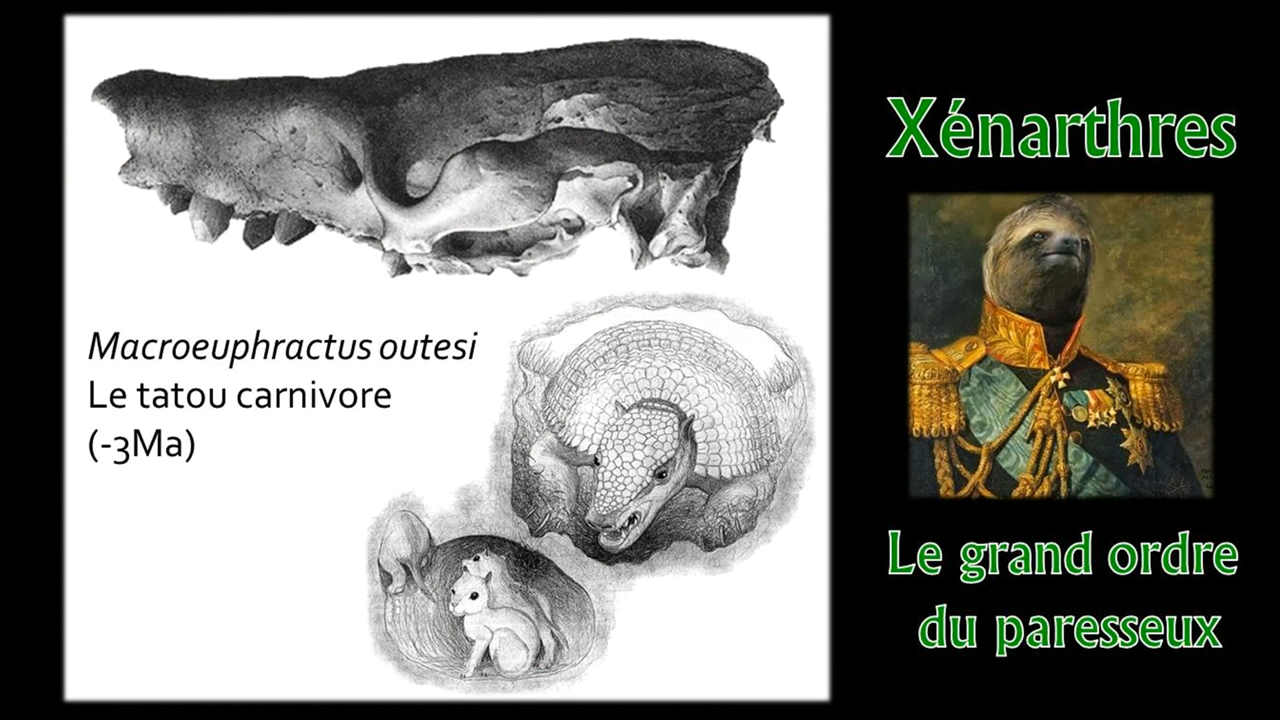 Macroeuphractus outesi
Le tatou carnivore
(-3Ma)
Xénarthres
Le grand ordre
du paresseux